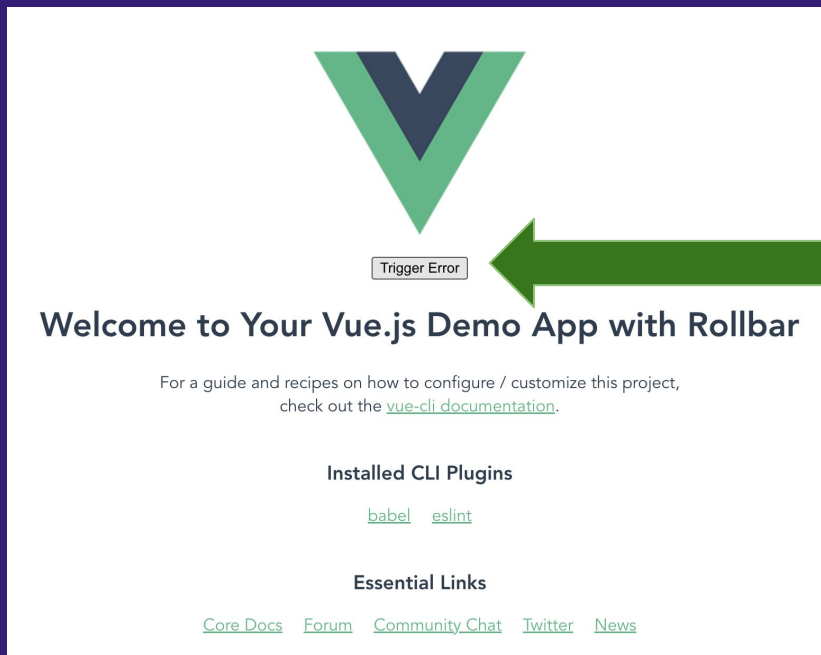 Trigger Error
Welcome to Your Vue.js Demo App with Rollbar
For a guide and recipes on how to configure / customize this project,
check out the vue-cli documentation.
Installed CLI Plugins
babel eslint
Essential Links
Core Docs Forum Community Chat Twitter News